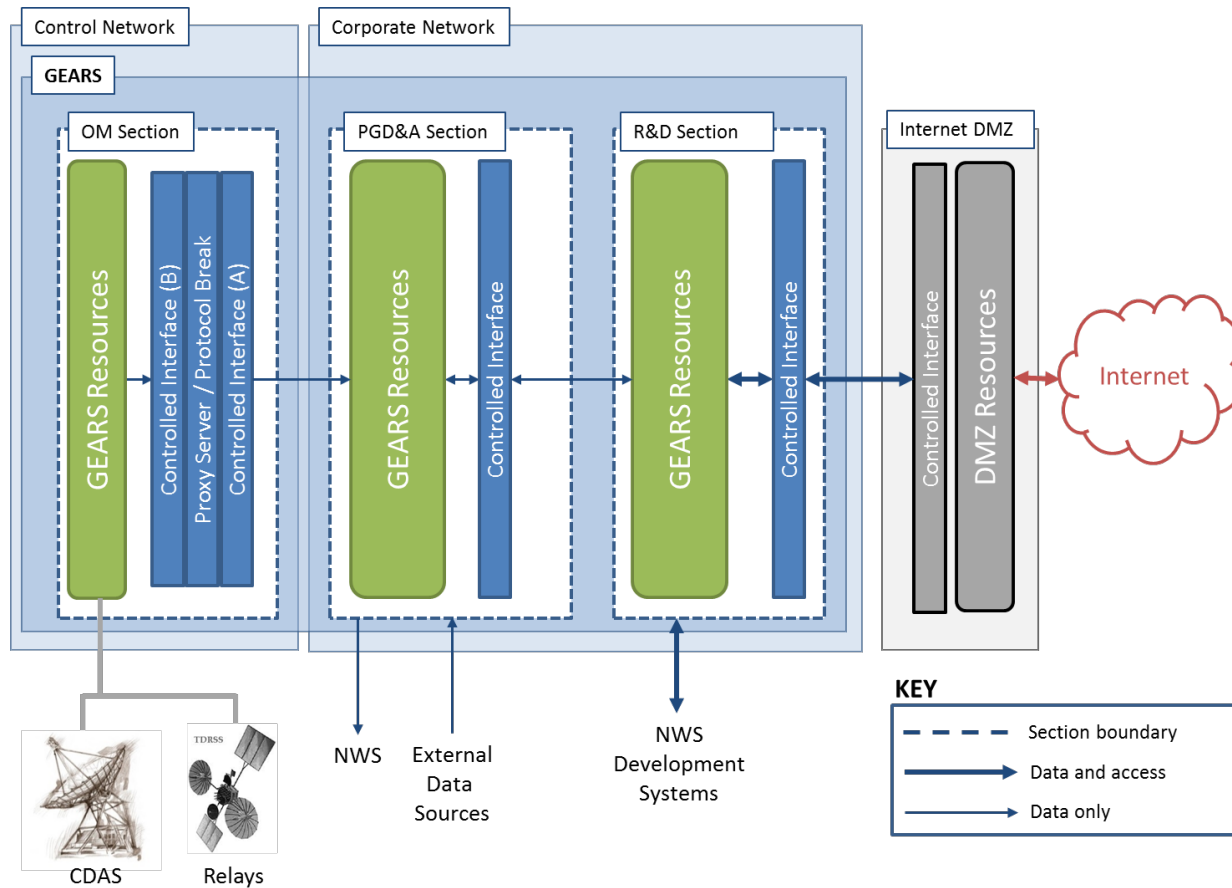 Control Network
Corporate Network
GEARS
OM Section
PGD&A Section
R&D Section
Internet DMZ
GEARS Resources
Controlled Interface (B)
Proxy Server / Protocol Break
Controlled Interface (A)
GEARS Resources
Controlled Interface
GEARS Resources
Controlled Interface
Controlled Interface
DMZ Resources
Internet
TDRSS
CDAS
Relays
NWS
External
Data
Sources
NWS
Development
Systems
KEY
Section boundary
Data and access
Data only